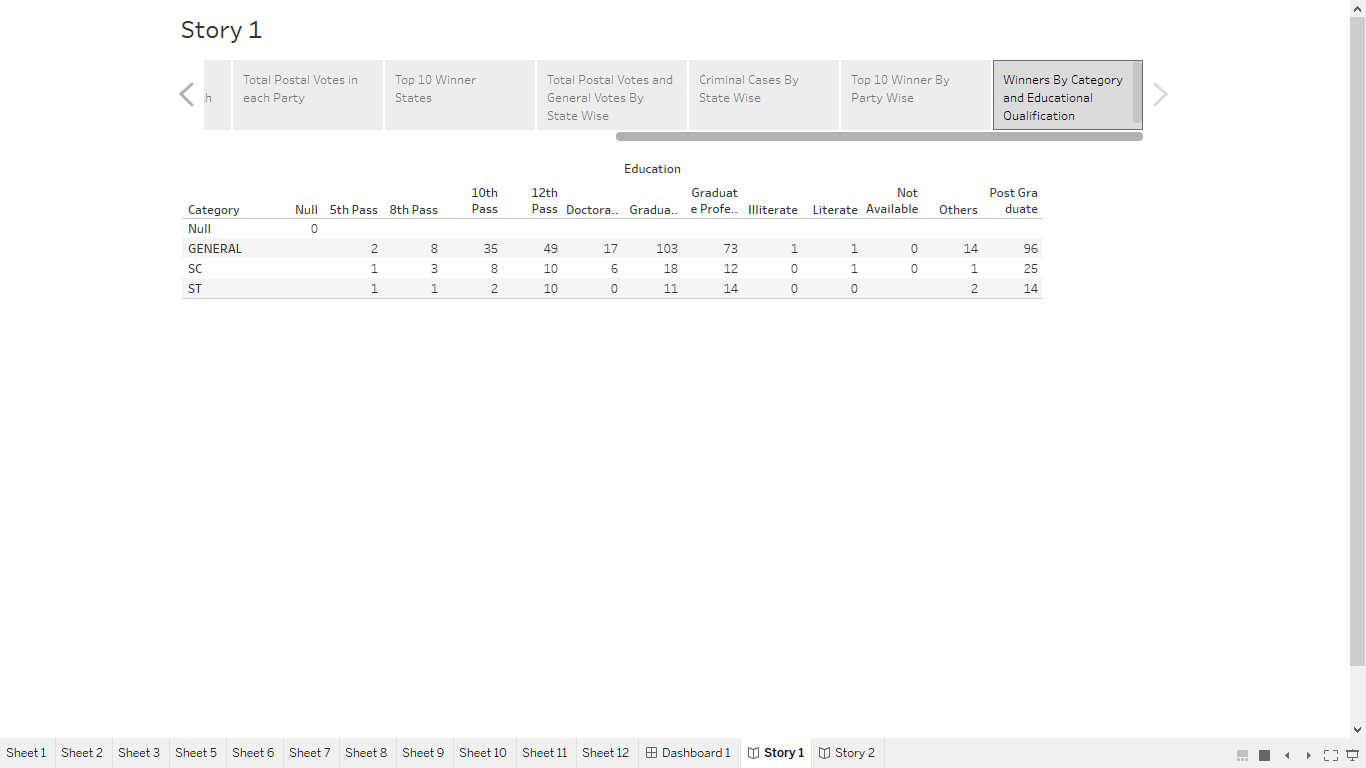 Story 1
Total Postal Votes in
each Party
Top 10 Winner
States
Total Postal Votes and
General Votes By
State Wise
Criminal Cases By
State Wise
Top 10 Winner By
Party Wise
Winners By Category
and Educational
Qualification
Education
Category Null 5th Pass 8th Pass 10th Pass 12th Pass Doctora.. Gradua.. Graduat e Profe.. Illiterate Literate Not Available Others Post Gra duate
Null 0
GENERAL 2 8 35 49 17 103 73 1 1 0 14 96
SC 1 3 8 10 6 18 12 0 1 0 1 25
ST 1 1 2 10 0 11 14 0 0 2 14
Sheet 1 Sheet 2 Sheet 3 Sheet 5 Sheet 6 Sheet 7 Sheet 8 Sheet 9 Sheet 10 Sheet 11 Sheet 12 Dashboard 1 Story 1 Story 2